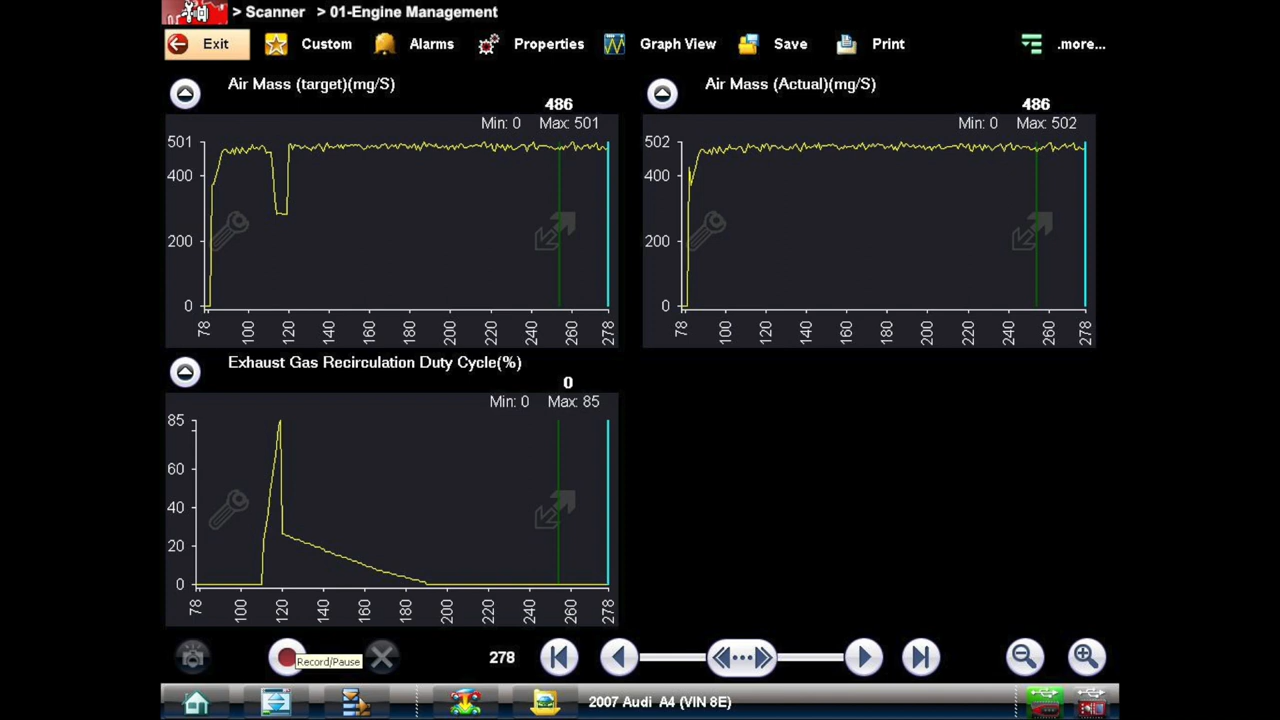 > Scanner > 01-Engine Management
Exit Custom Alarms Properties Graph View Save Print .more...
Air Mass (target)(mg/S)
486
Min: 0 Max: 501
501
400
200
0
78 100 120 140 160 180 200 220 240 260 278
Air Mass (Actual)(mg/S)
486
Min: 0 Max: 502
502
400
200
0
78 100 120 140 160 180 200 220 240 260 278
Exhaust Gas Recirculation Duty Cycle(%)
0
Min: 0 Max: 85
85
60
40
20
0
78 100 120 140 160 180 200 220 240 260 278
Record/Pause
278
2007 Audi A4 (VIN 8E)